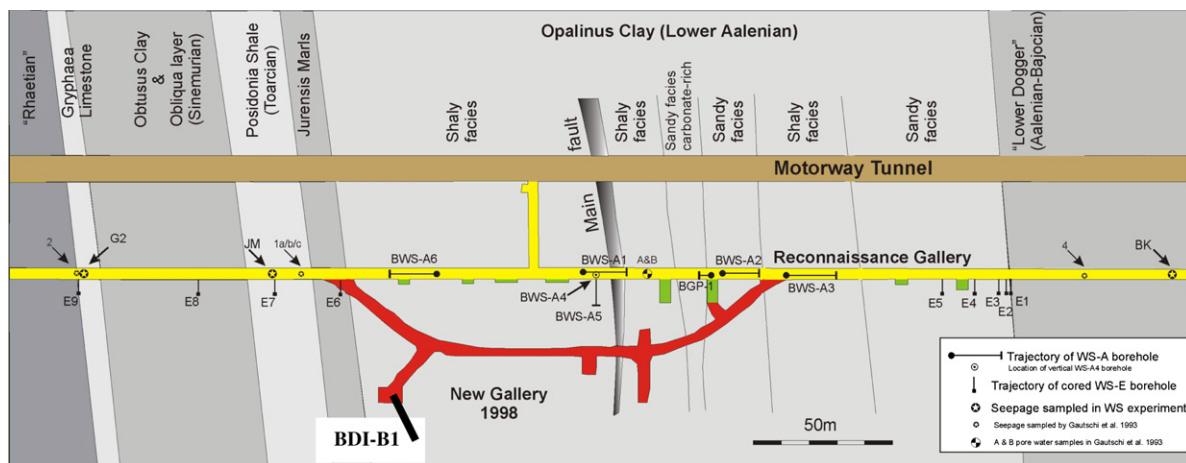 Opalinus Clay (Lower Aalenian)
"Rhaetian"
Gryphaea
Limestone
Obtusus Clay
&
Obliqua layer
(Sinemurian)
Posidonia Shale
(Toarcian)
Jurensis Marls
Shaly
facies
Main fault
Shaly
facies
Sandy facies
carbonate-rich
Sandy
facies
Shaly
facies
Sandy
facies
"Lower Dogger"
(Aalenian-Bajocian)
Motorway Tunnel
2
G2
JM
1a/b/c
BWS-A6
BWS-A1
A&B
BWS-A2
Reconnaissance Gallery
4
BK
BWS-A4
BGP-1
BWS-A3
E9
E8
E7
E6
BWS-A5
E5
E4
E3
E2
E1
New Gallery
1998
BDI-B1
50m
Trajectory of WS-A borehole
Location of vertical WS-A4 borehole
Trajectory of cored WS-E borehole
Seepage sampled in WS experiment
Seepage sampled by Gautschi et al. 1993
A & B pore water samples in Gautschi et al. 1993